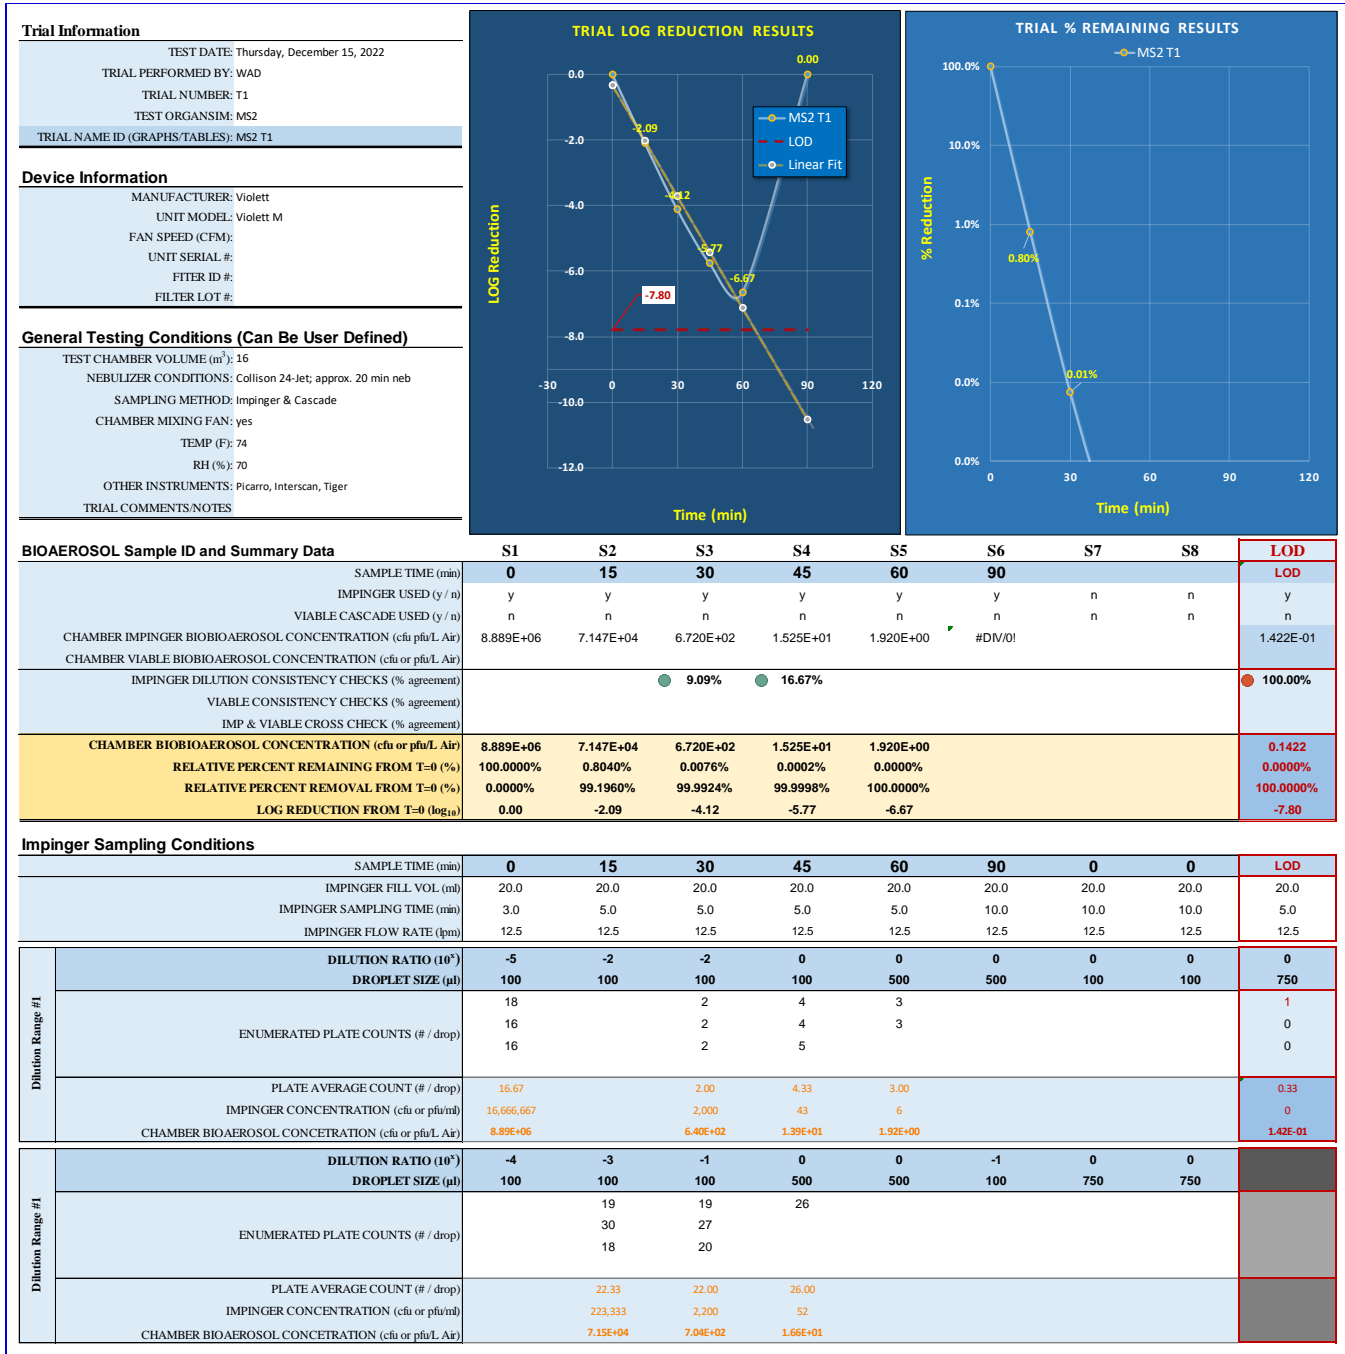 Trial Information
TEST DATE: Thursday, December 15, 2022
TRIAL PERFORMED BY: WAD
TRIAL NUMBER: T1
TEST ORGANSIM: MS2
TRIAL NAME ID (GRAPHS/TABLES): MS2 T1
Device Information
MANUFACTURER: Violett
UNIT MODEL: Violett M
FAN SPEED (CFM):
UNIT SERIAL #:
FITER ID #:
FILTER LOT #:
General Testing Conditions (Can Be User Defined)
TEST CHAMBER VOLUME (m³): 16
NEBULIZER CONDITIONS: Collison 24-Jet; approx. 20 min neb
SAMPLING METHOD: Impinger & Cascade
CHAMBER MIXING FAN: yes
TEMP (F): 74
RH (%): 70
OTHER INSTRUMENTS: Picarro, Interscan, Tiger
TRIAL COMMENTS/NOTES
TRIAL LOG REDUCTION RESULTS
0.00
0.0
MS2 T1
LOD
Linear Fit
-2.09
-2.0
-4.12
-4.0
-5.77
-6.0
-6.67
-7.80
-8.0
-30 0 30 60 90 120
-10.0
-12.0
LOG Reduction
Time (min)
TRIAL % REMAINING RESULTS
MS2 T1
100.0%
10.0%
1.0%
0.80%
0.1%
0.01%
0.0%
0.0%
0 30 60 90 120
% Reduction
Time (min)
BIOAEROSOL Sample ID and Summary Data S1 S2 S3 S4 S5 S6 S7 S8 LOD
SAMPLE TIME (min) 0 15 30 45 60 90 LOD
IMPINGER USED (y / n) y y y y y y n n y
VIABLE CASCADE USED (y / n) n n n n n n n n n
CHAMBER IMPINGER BIOBIOAEROSOL CONCENTRATION (cfu pfu/L Air) 8.889E+06 7.147E+04 6.720E+02 1.525E+01 1.920E+00 #DIV/0! 1.422E-01
CHAMBER VIABLE BIOBIOAEROSOL CONCENTRATION (cfu or pfu/L Air)
IMPINGER DILUTION CONSISTENCY CHECKS (% agreement) 9.09% 16.67% 100.00%
VIABLE CONSISTENCY CHECKS (% agreement)
IMP & VIABLE CROSS CHECK (% agreement)
CHAMBER BIOBIOAEROSOL CONCENTRATION (cfu or pfu/L Air) 8.889E+06 7.147E+04 6.720E+02 1.525E+01 1.920E+00 0.1422
RELATIVE PERCENT REMAINING FROM T=0 (%) 100.0000% 0.8040% 0.0076% 0.0002% 0.0000% 0.0000%
RELATIVE PERCENT REMOVAL FROM T=0 (%) 0.0000% 99.1960% 99.9924% 99.9998% 100.0000% 100.0000%
LOG REDUCTION FROM T=0 (log₁₀) 0.00 -2.09 -4.12 -5.77 -6.67 -7.80
Impinger Sampling Conditions
SAMPLE TIME (min) 0 15 30 45 60 90 0 0 LOD
IMPINGER FILL VOL (ml) 20.0 20.0 20.0 20.0 20.0 20.0 20.0 20.0 20.0
IMPINGER SAMPLING TIME (min) 3.0 5.0 5.0 5.0 5.0 10.0 10.0 10.0 5.0
IMPINGER FLOW RATE (lpm) 12.5 12.5 12.5 12.5 12.5 12.5 12.5 12.5 12.5
Dilution Range #1
DILUTION RATIO (10ˣ) -5 -2 -2 0 0 0 0 0 0
DROPLET SIZE (µl) 100 100 100 100 500 500 100 100 750
18 2 4 3 1
ENUMERATED PLATE COUNTS (# / drop) 16 2 4 3 0
16 2 5 0
PLATE AVERAGE COUNT (# / drop) 16.67 2.00 4.33 3.00 0.33
IMPINGER CONCENTRATION (cfu or pfu/ml) 16,666,667 2,000 43 6 0
CHAMBER BIOAEROSOL CONCETRATION (cfu or pfu/L Air) 8.89E+06 6.40E+02 1.39E+01 1.92E+00 1.42E-01
Dilution Range #1
DILUTION RATIO (10ˣ) -4 -3 -1 0 0 -1 0 0
DROPLET SIZE (µl) 100 100 100 500 500 100 750 750
19 19 26
ENUMERATED PLATE COUNTS (# / drop) 30 27
18 20
PLATE AVERAGE COUNT (# / drop) 22.33 22.00 26.00
IMPINGER CONCENTRATION (cfu or pfu/ml) 223,333 2,200 52
CHAMBER BIOAEROSOL CONCETRATION (cfu or pfu/L Air) 7.15E+04 7.04E+02 1.66E+01